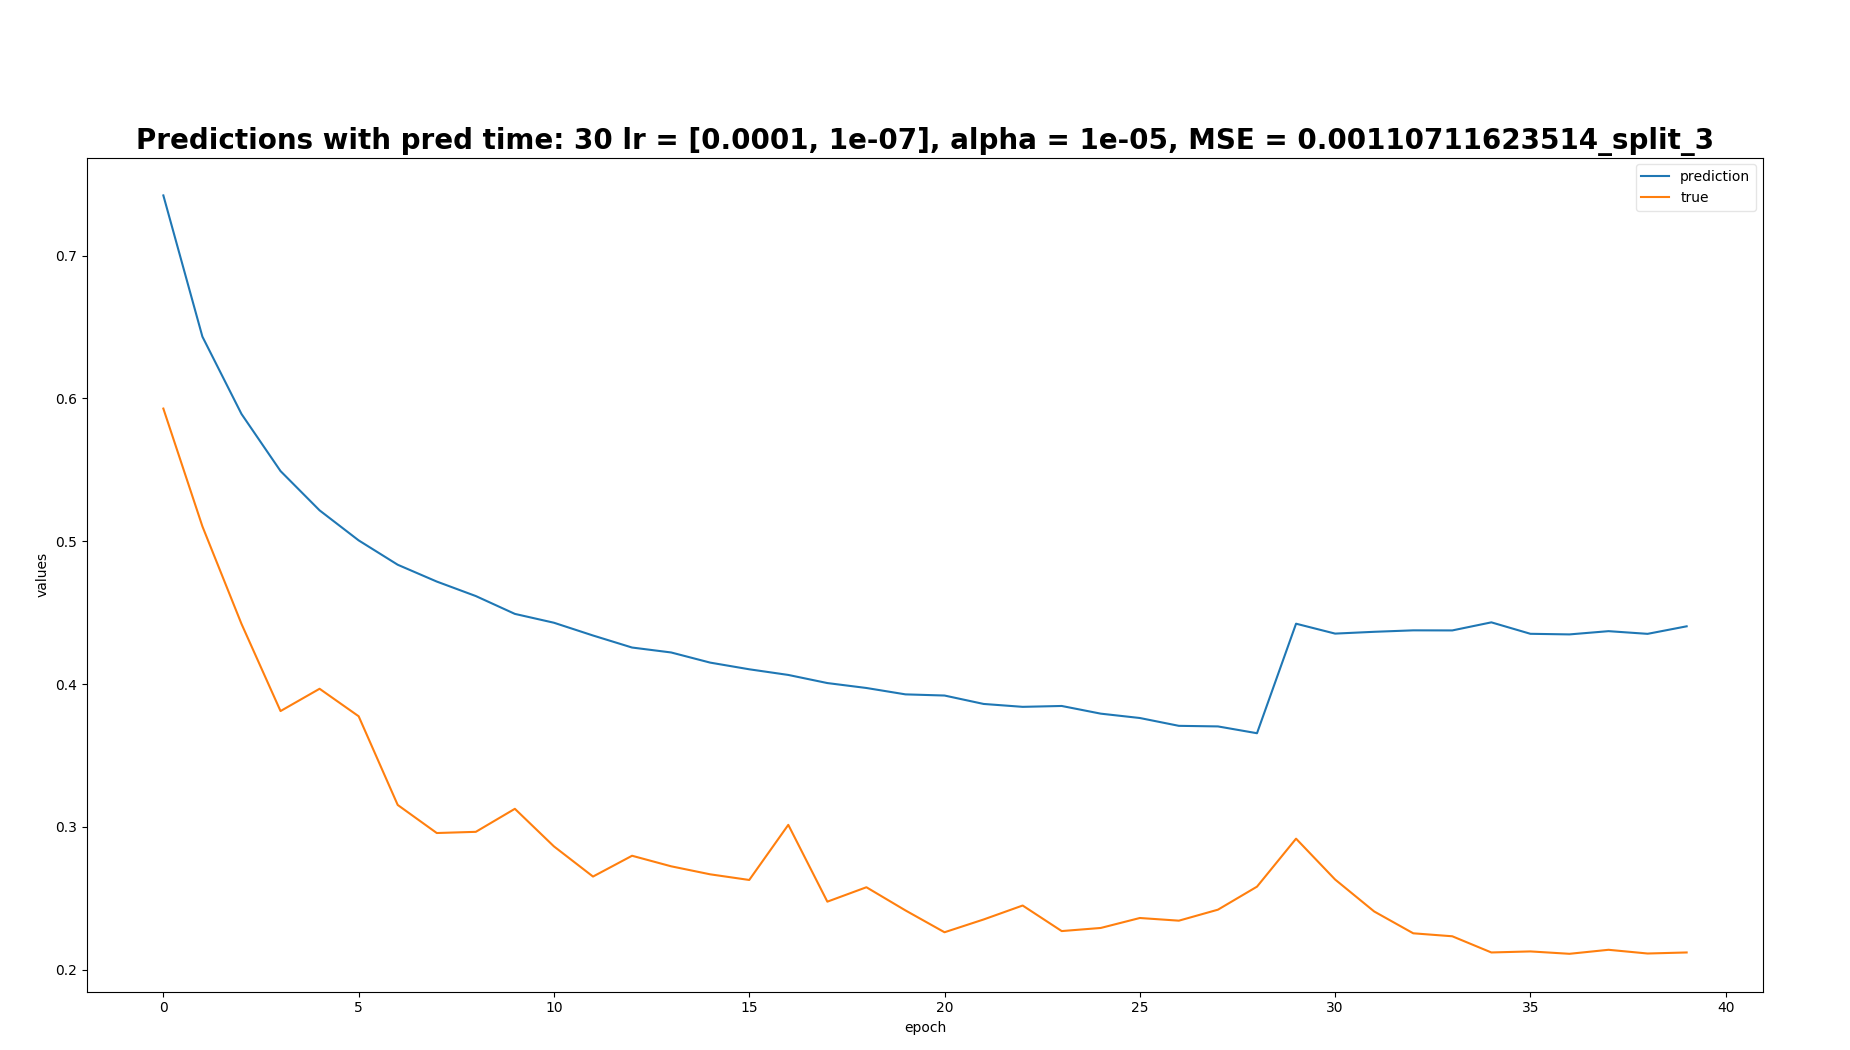 Predictions with pred time: 30 lr = [0.0001, 1e-07], alpha = 1e-05, MSE = 0.00110711623514_split_3
prediction
true
0.7
0.6
0.5
0.4
0.3
0.2
values
0 5 10 15 20 25 30 35 40
epoch